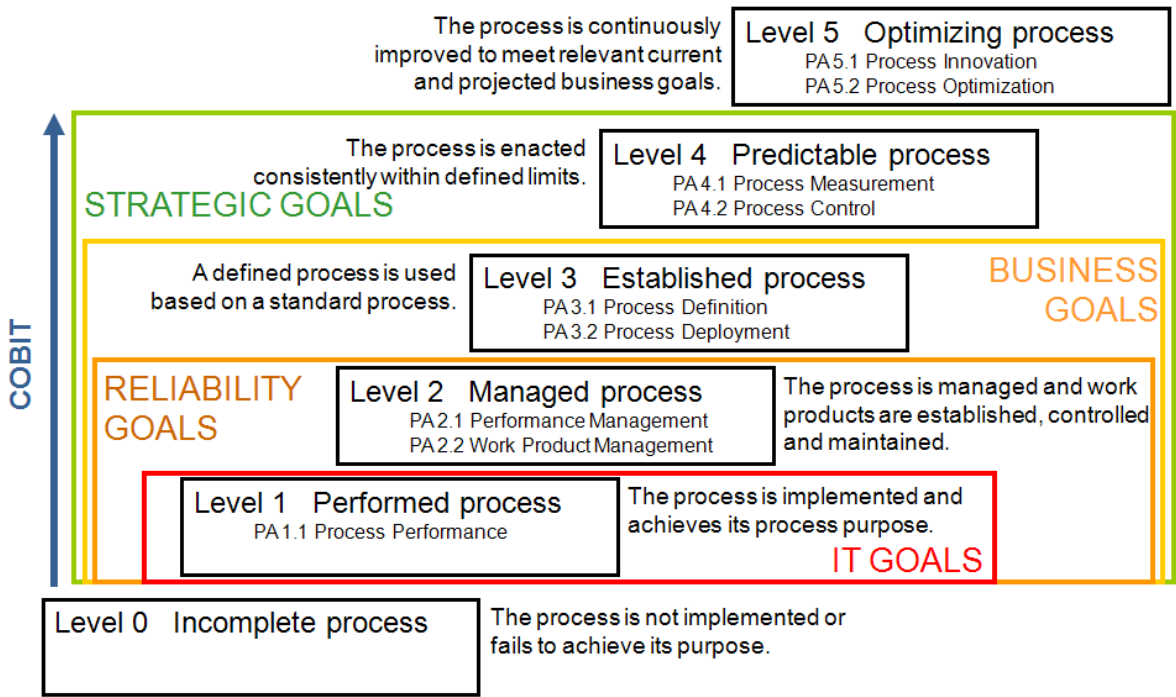 The process is continuously
improved to meet relevant current
and projected business goals.
Level 5 Optimizing process
PA 5.1 Process Innovation
PA 5.2 Process Optimization
The process is enacted
consistently within defined limits.
Level 4 Predictable process
PA 4.1 Process Measurement
PA 4.2 Process Control
STRATEGIC GOALS
A defined process is used
based on a standard process.
Level 3 Established process
PA 3.1 Process Definition
PA 3.2 Process Deployment
BUSINESS
GOALS
COBIT
RELIABILITY
GOALS
Level 2 Managed process
PA 2.1 Performance Management
PA 2.2 Work Product Management
The process is managed and work
products are established, controlled
and maintained.
Level 1 Performed process
PA 1.1 Process Performance
The process is implemented and
achieves its process purpose.
IT GOALS
Level 0 Incomplete process
The process is not implemented or
fails to achieve its purpose.